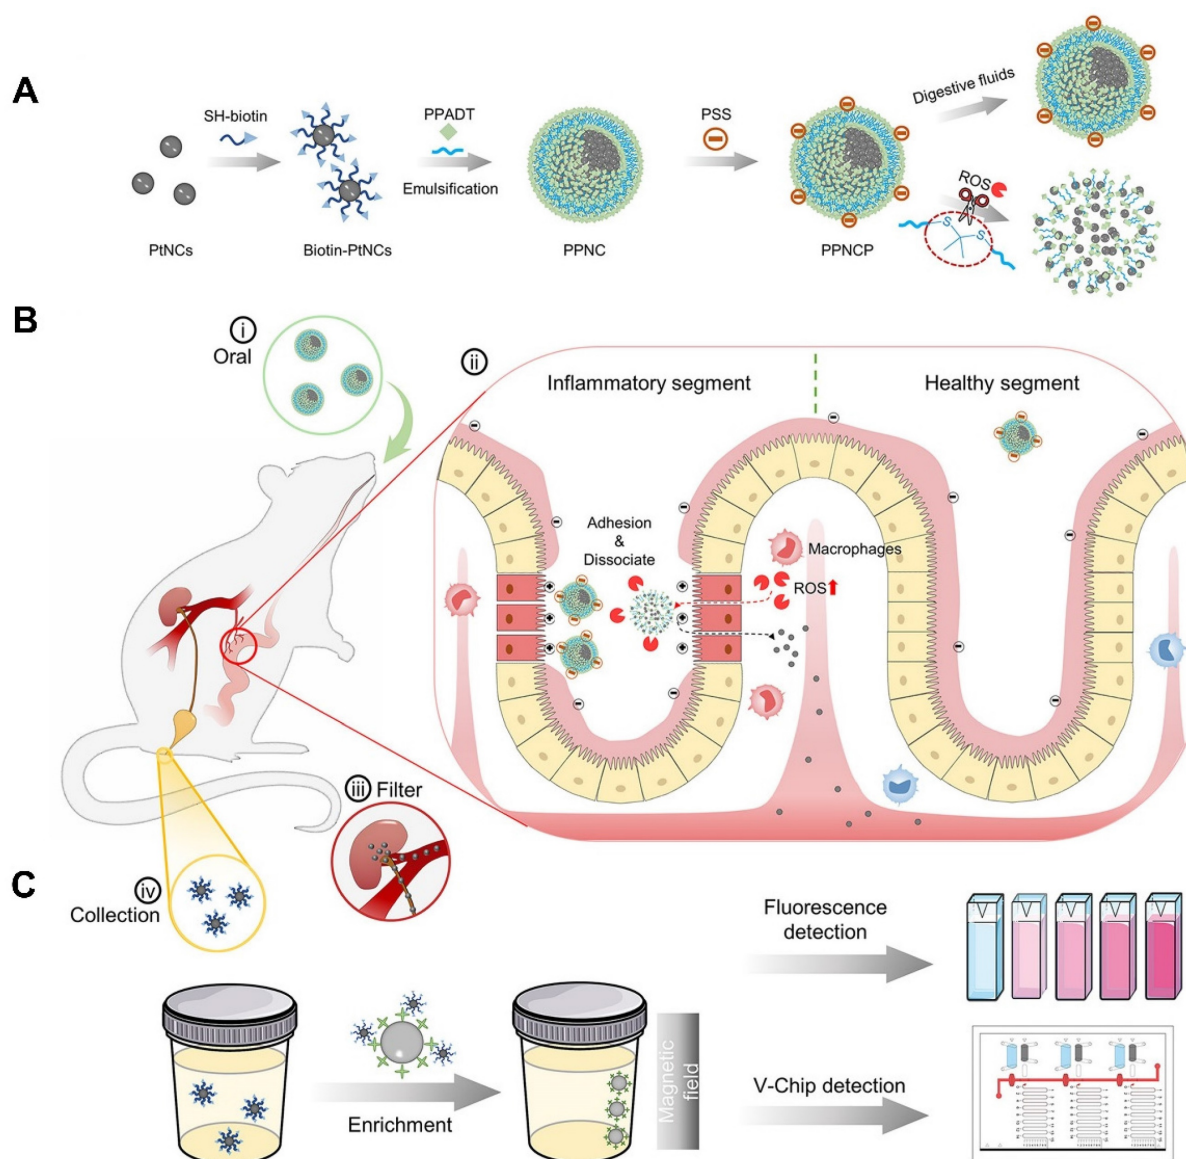 A
SH-biotin
PtNCs
Biotin-PtNCs
PPADT
Emulsification
PPNC
PSS
PPNCP
Digestive fluids
ROS
S
S
B
i
Oral
ii
Inflammatory segment
Healthy segment
Adhesion
&
Dissociate
Macrophages
ROS
iii Filter
iv
Collection
C
Enrichment
Magnetic
field
Fluorescence
detection
V-Chip detection